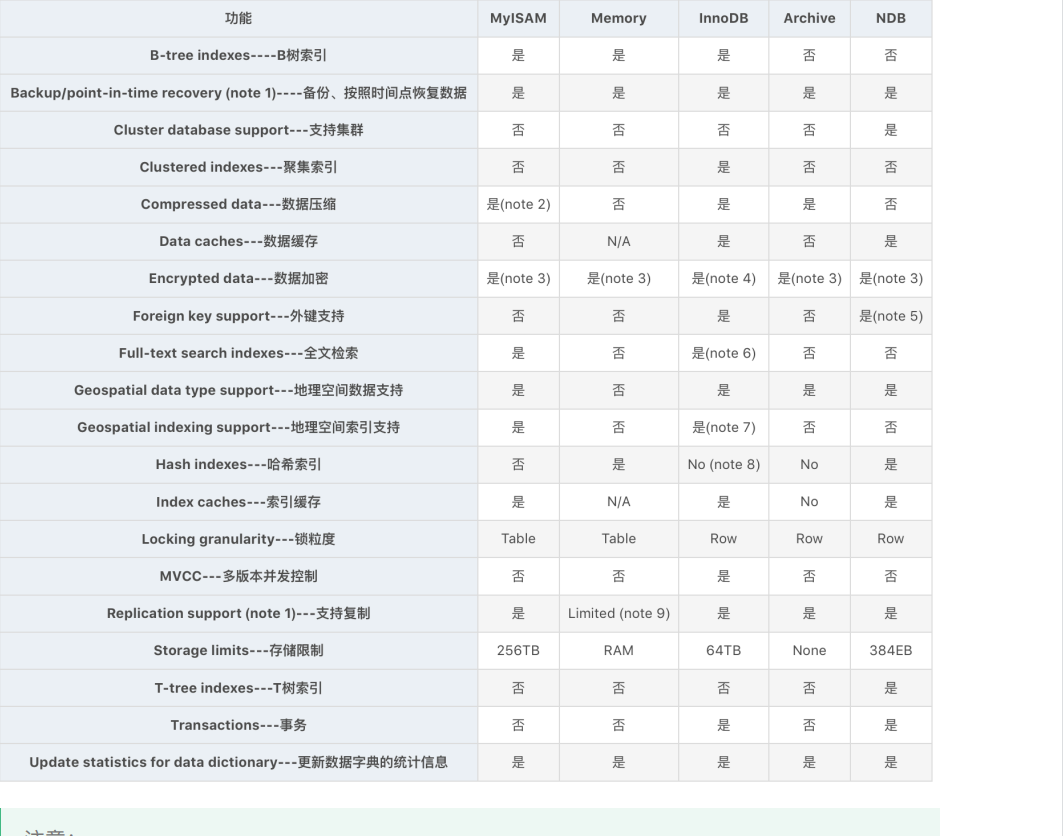 功能 MyISAM Memory InnoDB Archive NDB
B-tree indexes----B树索引 是 是 是 否 否
Backup/point-in-time recovery (note 1)----备份、按照时间点恢复数据 是 是 是 是 是
Cluster database support---支持集群 否 否 否 否 是
Clustered indexes---聚集索引 否 否 是 否 否
Compressed data---数据压缩 是(note 2) 否 是 是 否
Data caches---数据缓存 否 N/A 是 否 是
Encrypted data---数据加密 是(note 3) 是(note 3) 是(note 4) 是(note 3) 是(note 3)
Foreign key support---外键支持 否 否 是 否 是(note 5)
Full-text search indexes---全文检索 是 否 是(note 6) 否 否
Geospatial data type support---地理空间数据支持 是 否 是 是 是
Geospatial indexing support---地理空间索引支持 是 否 是(note 7) 否 否
Hash indexes---哈希索引 否 是 No (note 8) No 是
Index caches---索引缓存 是 N/A 是 No 是
Locking granularity---锁粒度 Table Table Row Row Row
MVCC---多版本并发控制 否 否 是 否 否
Replication support (note 1)---支持复制 是 Limited (note 9) 是 是 是
Storage limits---存储限制 256TB RAM 64TB None 384EB
T-tree indexes---T树索引 否 否 否 否 是
Transactions---事务 否 否 是 否 是
Update statistics for data dictionary---更新数据字典的统计信息 是 是 是 是 是
注意: